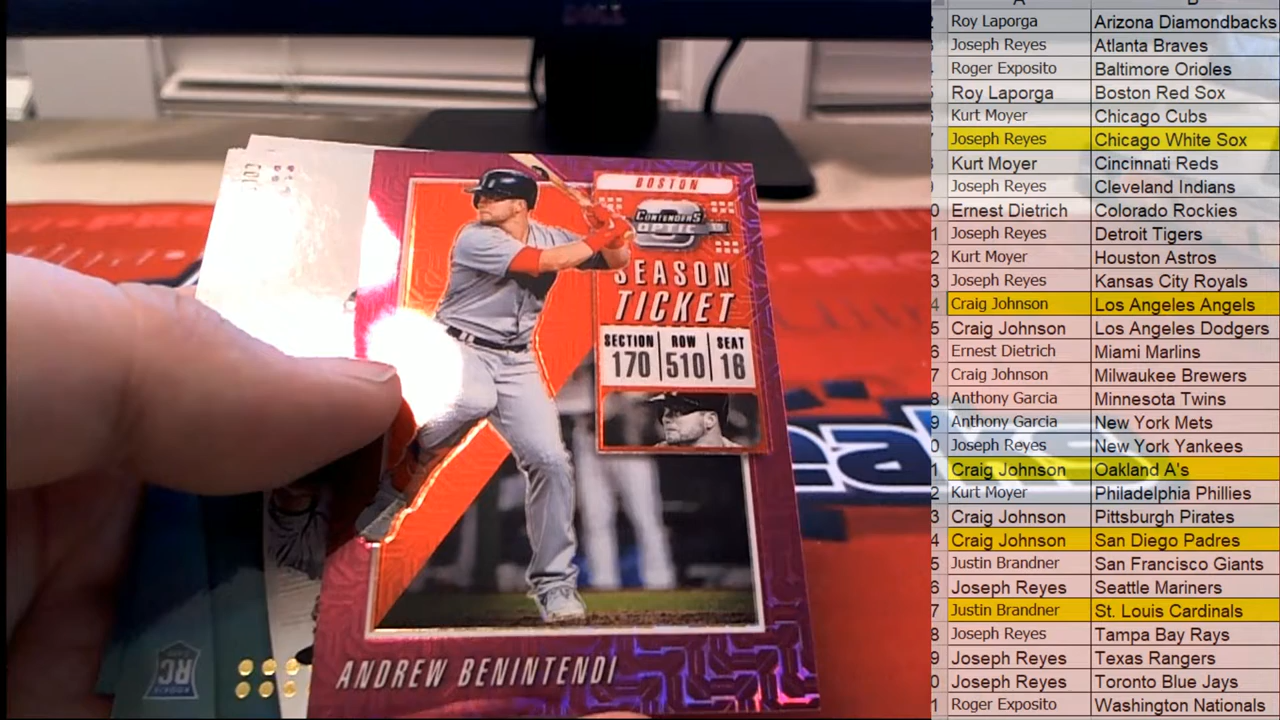 DELL
BOSTON
CONTENDERS
OPTIC
SEASON
TICKET
SECTION ROW SEAT
170 510 16
ANDREW BENINTENDI
RC
A B
Roy Laporga Arizona Diamondbacks
Joseph Reyes Atlanta Braves
Roger Exposito Baltimore Orioles
Roy Laporga Boston Red Sox
Kurt Moyer Chicago Cubs
Joseph Reyes Chicago White Sox
Kurt Moyer Cincinnati Reds
Joseph Reyes Cleveland Indians
Ernest Dietrich Colorado Rockies
Joseph Reyes Detroit Tigers
Kurt Moyer Houston Astros
Joseph Reyes Kansas City Royals
Craig Johnson Los Angeles Angels
Craig Johnson Los Angeles Dodgers
Ernest Dietrich Miami Marlins
Craig Johnson Milwaukee Brewers
Anthony Garcia Minnesota Twins
Anthony Garcia New York Mets
Joseph Reyes New York Yankees
Craig Johnson Oakland A's
Kurt Moyer Philadelphia Phillies
Craig Johnson Pittsburgh Pirates
Craig Johnson San Diego Padres
Justin Brandner San Francisco Giants
Joseph Reyes Seattle Mariners
Justin Brandner St. Louis Cardinals
Joseph Reyes Tampa Bay Rays
Joseph Reyes Texas Rangers
Joseph Reyes Toronto Blue Jays
Roger Exposito Washington Nationals